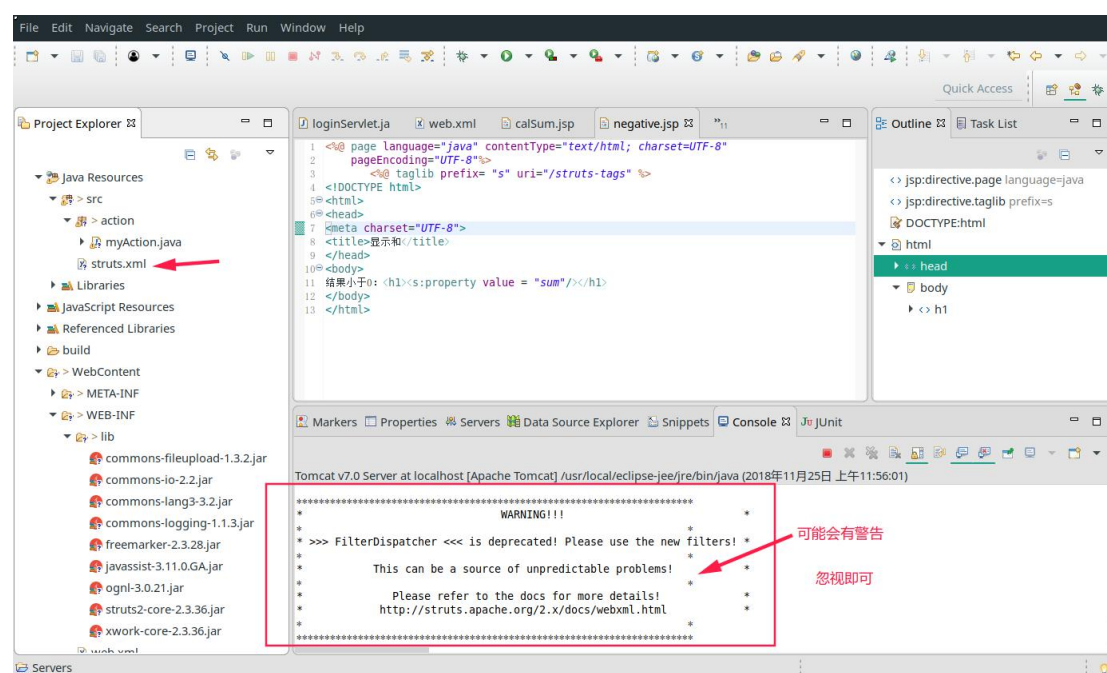 File Edit Navigate Search Project Run Window Help
Quick Access
Project Explorer
Java Resources
> src
> action
myAction.java
struts.xml
Libraries
JavaScript Resources
Referenced Libraries
build
> WebContent
> META-INF
> WEB-INF
> lib
commons-fileupload-1.3.2.jar
commons-io-2.2.jar
commons-lang3-3.2.jar
commons-logging-1.1.3.jar
freemarker-2.3.28.jar
javassist-3.11.0.GA.jar
ognl-3.0.21.jar
struts2-core-2.3.36.jar
xwork-core-2.3.36.jar
web.xml
loginServlet.ja web.xml calSum.jsp negative.jsp »11
1 <%@ page language="java" contentType="text/html; charset=UTF-8"
2 pageEncoding="UTF-8"%>
3 <%@ taglib prefix= "s" uri="/struts-tags" %>
4 <!DOCTYPE html>
5 <html>
6 <head>
7 <meta charset="UTF-8">
8 <title>显示和</title>
9 </head>
10 <body>
11 结果小于0：<h1><s:property value = "sum"/></h1>
12 </body>
13 </html>
Outline Task List
jsp:directive.page language=java
jsp:directive.taglib prefix=s
DOCTYPE:html
html
head
body
h1
Markers Properties Servers Data Source Explorer Snippets Console JUnit
Tomcat v7.0 Server at localhost [Apache Tomcat] /usr/local/eclipse-jee/jre/bin/java (2018年11月25日 上午11:56:01)
***********************************************************************
* WARNING!!! *
* *
* >>> FilterDispatcher <<< is deprecated! Please use the new filters! *
* *
* This can be a source of unpredictable problems! *
* *
* Please refer to the docs for more details! *
* http://struts.apache.org/2.x/docs/webxml.html *
* *
***********************************************************************
可能会有警告
忽视即可
Servers